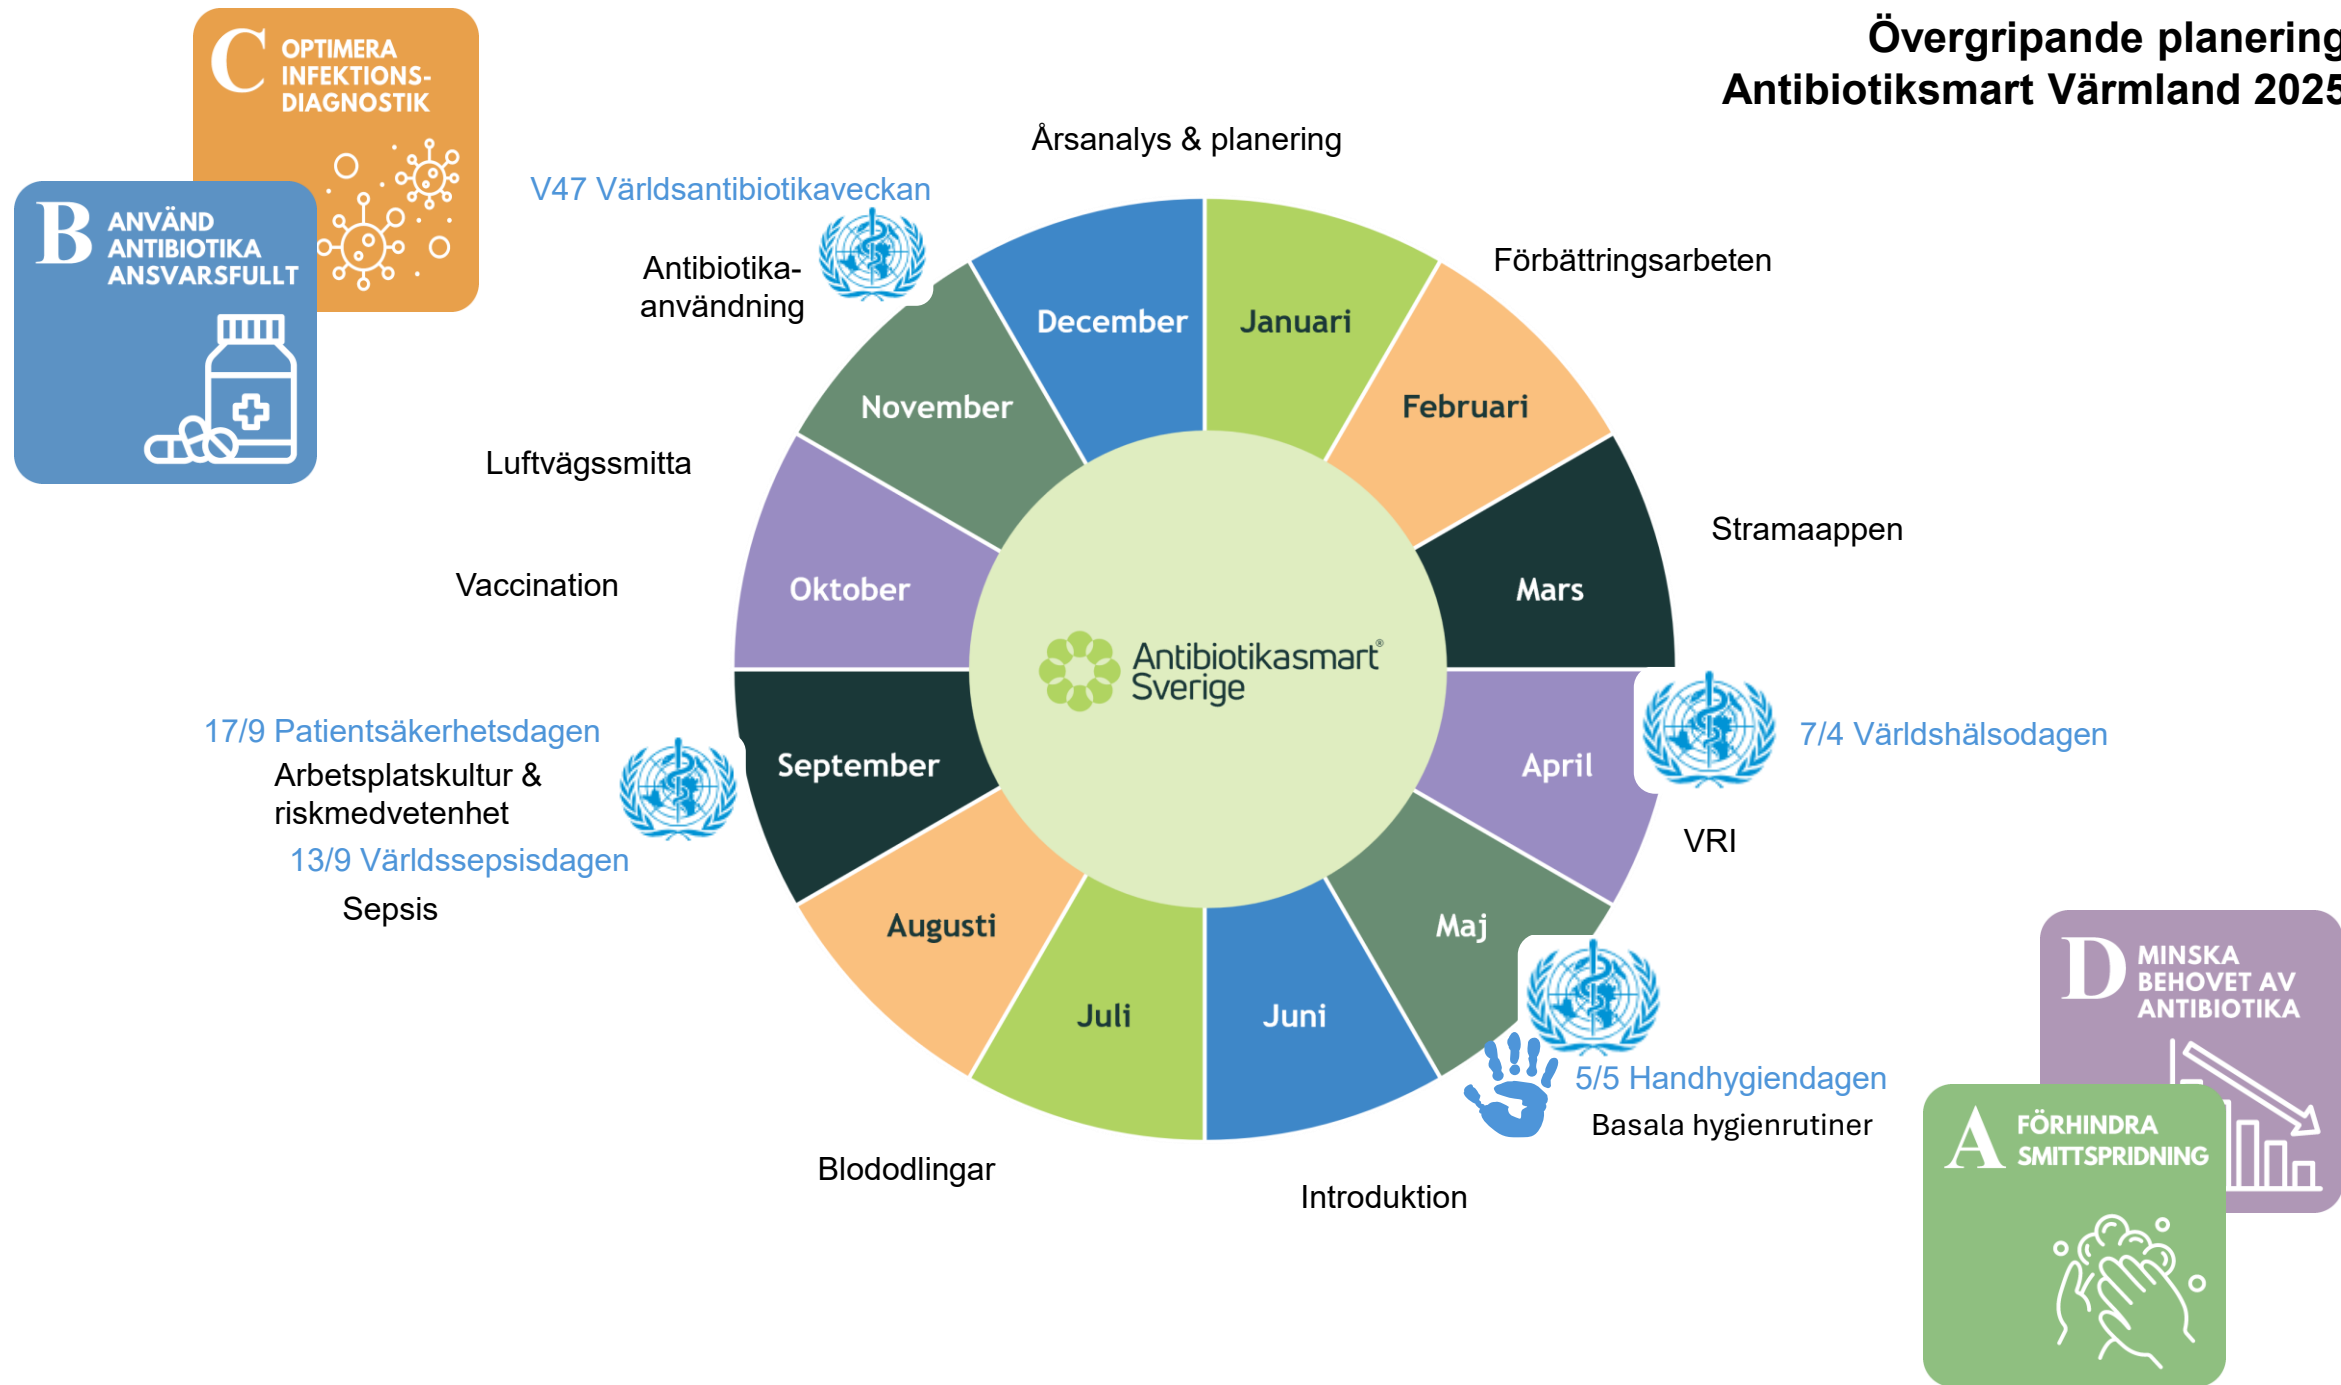 Övergripande planering
Antibiotiksmart Värmland 2025
C OPTIMERA
INFEKTIONS-
DIAGNOSTIK
B ANVÄND
ANTIBIOTIKA
ANSVARSFULLT
Årsanalys & planering
V47 Världsantibiotikaveckan
Antibiotika-
användning
Förbättringsarbeten
December
Januari
November
Februari
Luftvägssmitta
Stramaappen
Vaccination
Oktober
Mars
Antibiotikasmart®
Sverige
17/9 Patientsäkerhetsdagen
Arbetsplatskultur &
riskmedvetenhet
13/9 Världssepsisdagen
Sepsis
September
April
7/4 Världshälsodagen
VRI
Augusti
Maj
Juli
Juni
5/5 Handhygiendagen
Basala hygienrutiner
Blododlingar
Introduktion
D MINSKA
BEHOVET AV
ANTIBIOTIKA
A FÖRHINDRA
SMITTSPRIDNING